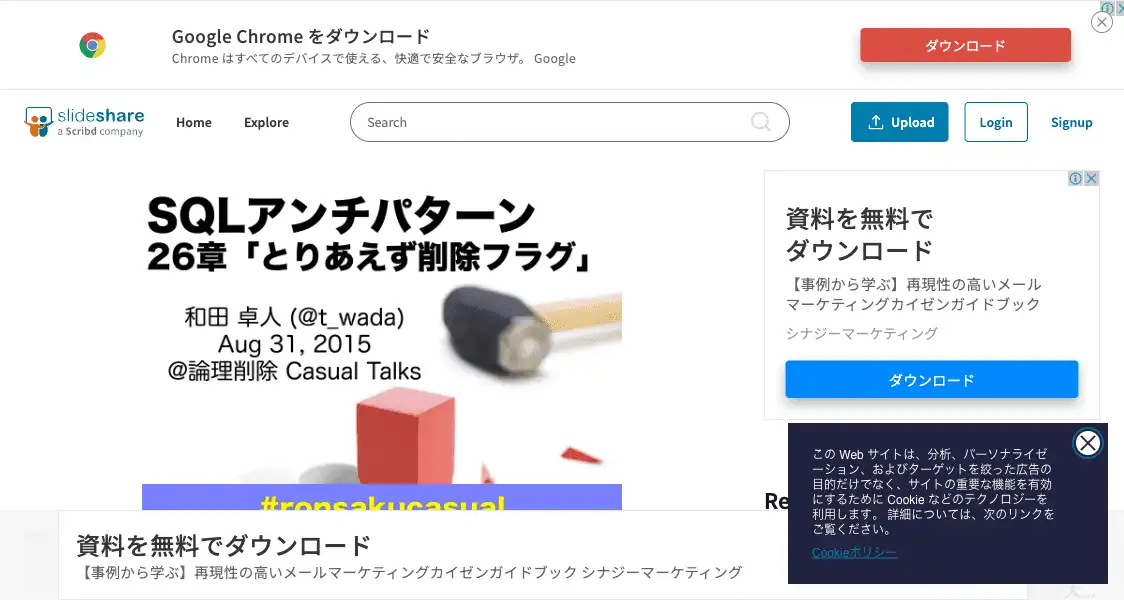 Google Chrome をダウンロード
Chrome はすべてのデバイスで使える、快適で安全なブラウザ。 Google
ダウンロード
slideshare
a Scribd company
Home
Explore
Search
Upload
Login
Signup
SQLアンチパターン
26章「とりあえず削除フラグ」
和田 卓人 (@t_wada)
Aug 31, 2015
@論理削除 Casual Talks
#ronsakucasual
資料を無料で
ダウンロード
【事例から学ぶ】再現性の高いメール
マーケティングカイゼンガイドブック
シナジーマーケティング
ダウンロード
Re
この Web サイトは、分析、パーソナライゼ
ーション、およびターゲットを絞った広告の
目的だけでなく、サイトの重要な機能を有効
にするために Cookie などのテクノロジーを
利用します。 詳細については、次のリンクを
ご覧ください。
Cookieポリシー
資料を無料でダウンロード
【事例から学ぶ】再現性の高いメールマーケティングカイゼンガイドブック シナジーマーケティング